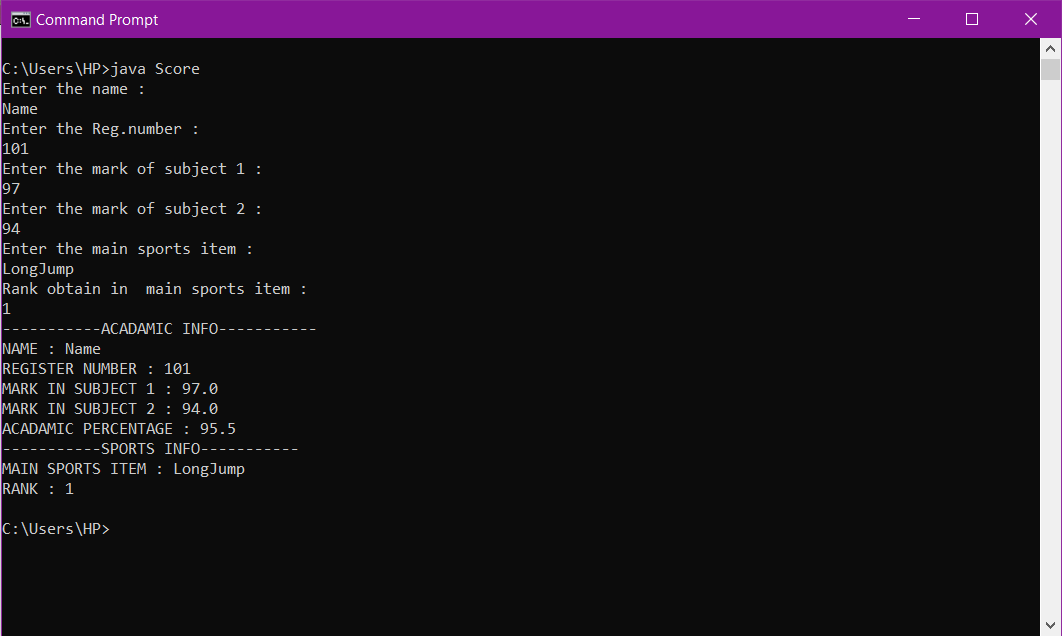 Command Prompt
C:\Users\HP>java Score
Enter the name :
Name
Enter the Reg.number :
101
Enter the mark of subject 1 :
97
Enter the mark of subject 2 :
94
Enter the main sports item :
LongJump
Rank obtain in  main sports item :
1
-----------ACADAMIC INFO-----------
NAME : Name
REGISTER NUMBER : 101
MARK IN SUBJECT 1 : 97.0
MARK IN SUBJECT 2 : 94.0
ACADAMIC PERCENTAGE : 95.5
-----------SPORTS INFO-----------
MAIN SPORTS ITEM : LongJump
RANK : 1
C:\Users\HP>